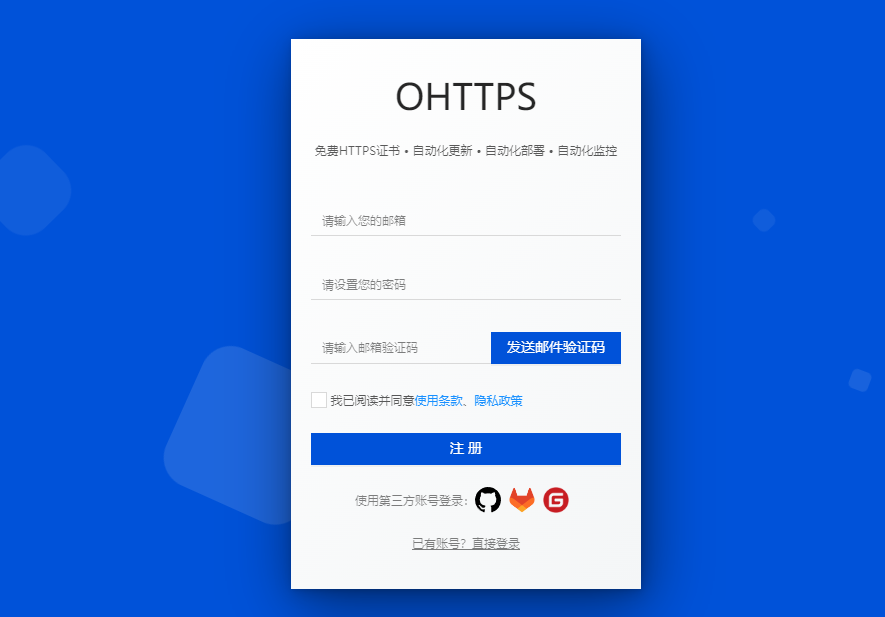 OHTTPS
免费HTTPS证书 • 自动化更新 • 自动化部署 • 自动化监控
请输入您的邮箱
请设置您的密码
请输入邮箱验证码 发送邮件验证码
我已阅读并同意使用条款、隐私政策
注 册
使用第三方账号登录:
已有账号？直接登录